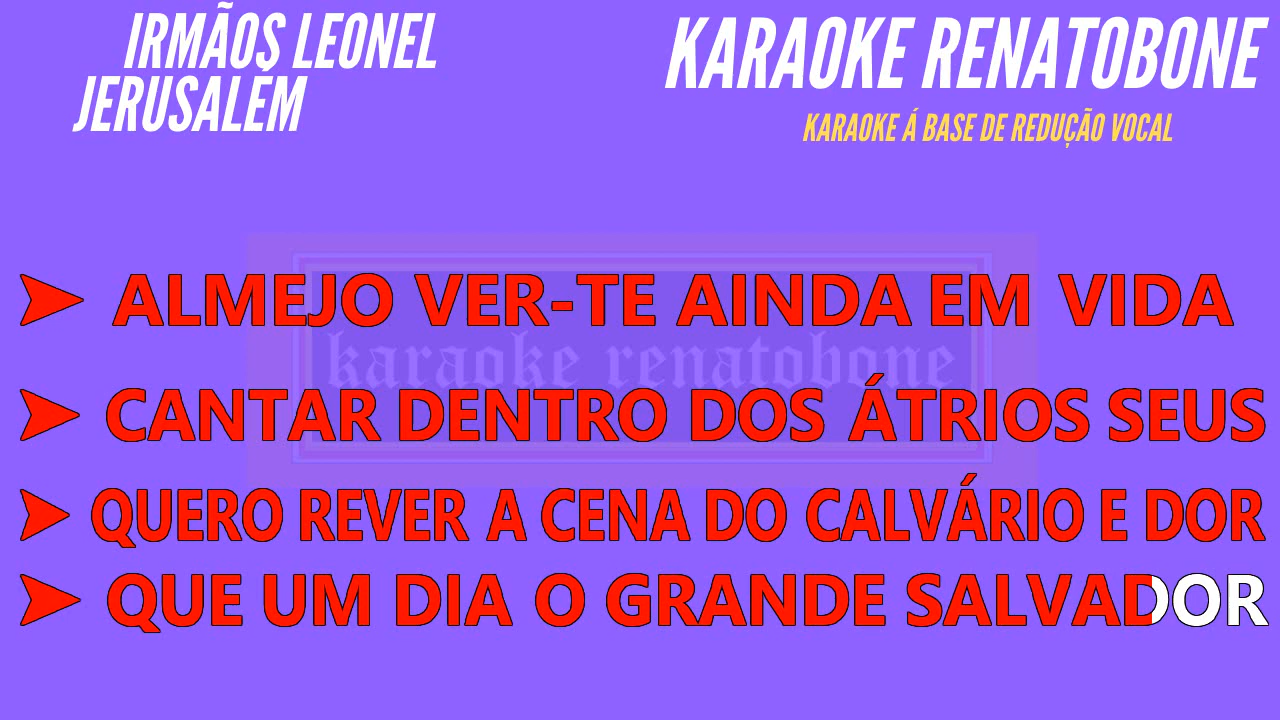 IRMÃOS LEONEL
JERUSALÉM
KARAOKE RENATOBONE
KARAOKE Á BASE DE REDUÇÃO VOCAL
➤ ALMEJO VER-TE AINDA EM VIDA
karaoke renatobone
➤ CANTAR DENTRO DOS ÁTRIOS SEUS
➤ QUERO REVER A CENA DO CALVÁRIO E DOR
➤ QUE UM DIA O GRANDE SALVADOR